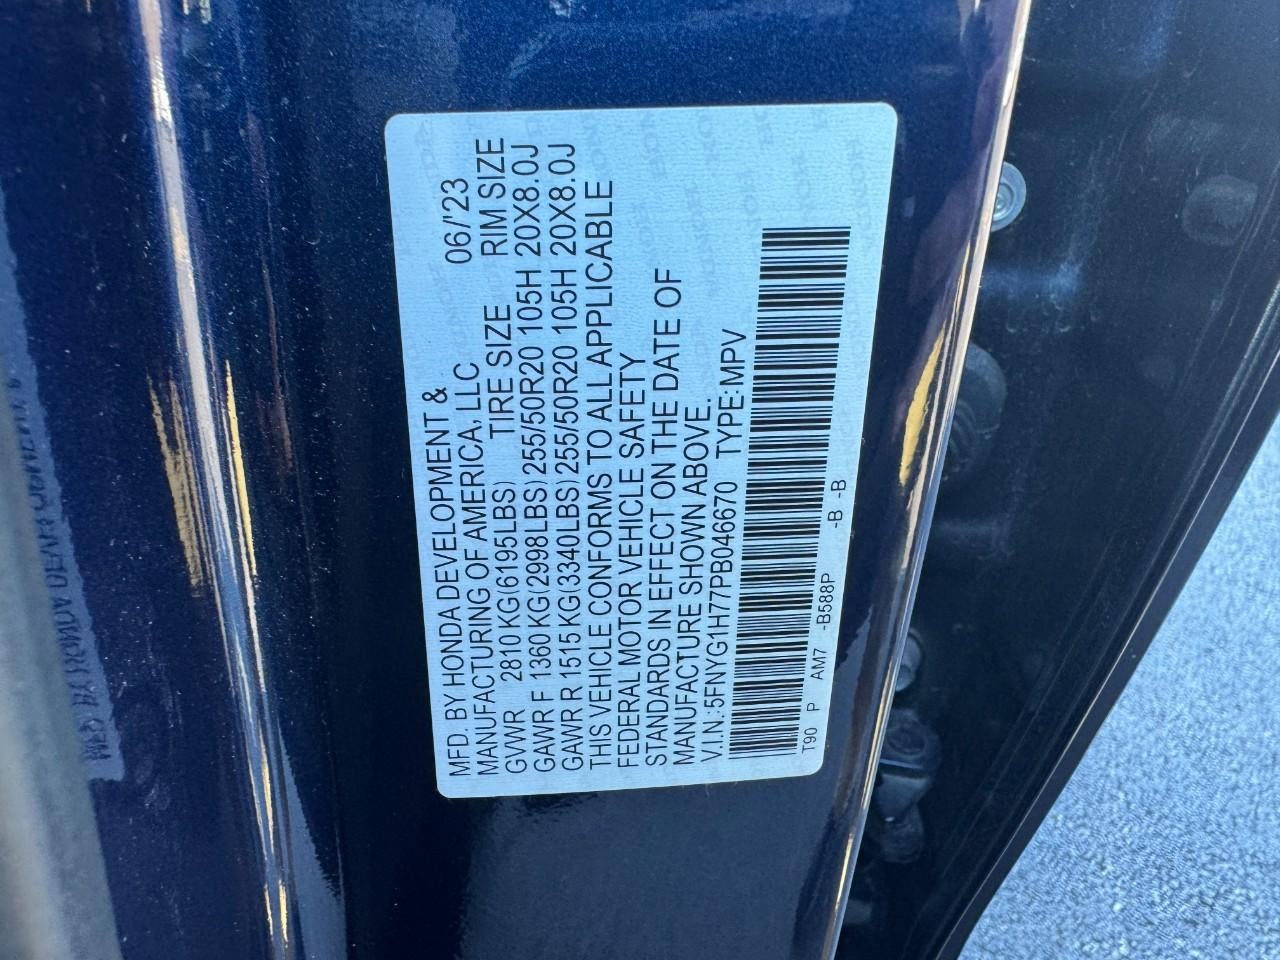 MFD. BY HONDA DEVELOPMENT & 06/'23
MANUFACTURING OF AMERICA, LLC
GVWR 2810 KG(6195LBS) TIRE SIZE RIM SIZE
GAWR F 1360 KG(2998LBS) 255/50R20 105H 20X8.0J
GAWR R 1515 KG(3340LBS) 255/50R20 105H 20X8.0J
THIS VEHICLE CONFORMS TO ALL APPLICABLE
FEDERAL MOTOR VEHICLE SAFETY
STANDARDS IN EFFECT ON THE DATE OF
MANUFACTURE SHOWN ABOVE.
V.I.N.:5FNYG1H77PB046670 TYPE:MPV
T90 P AM7 -B588P -B -B